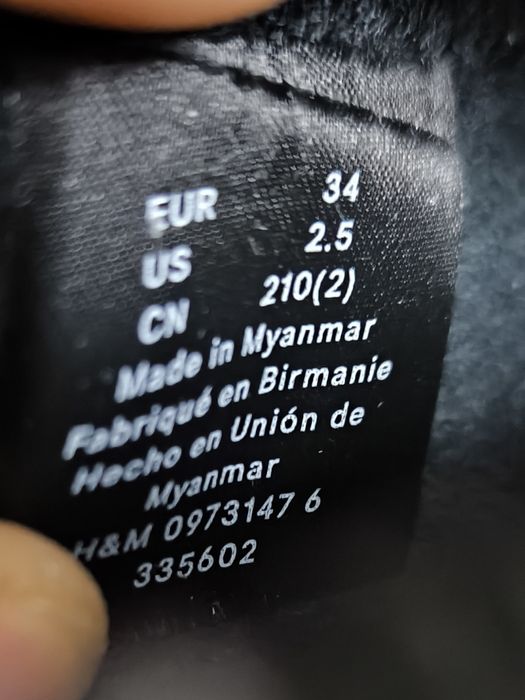 EUR 34
US 2.5
CN 210(2)
Made in Myanmar
Fabriqué en Birmanie
Hecho en Unión de
Myanmar
H&M 0973147 6
335602